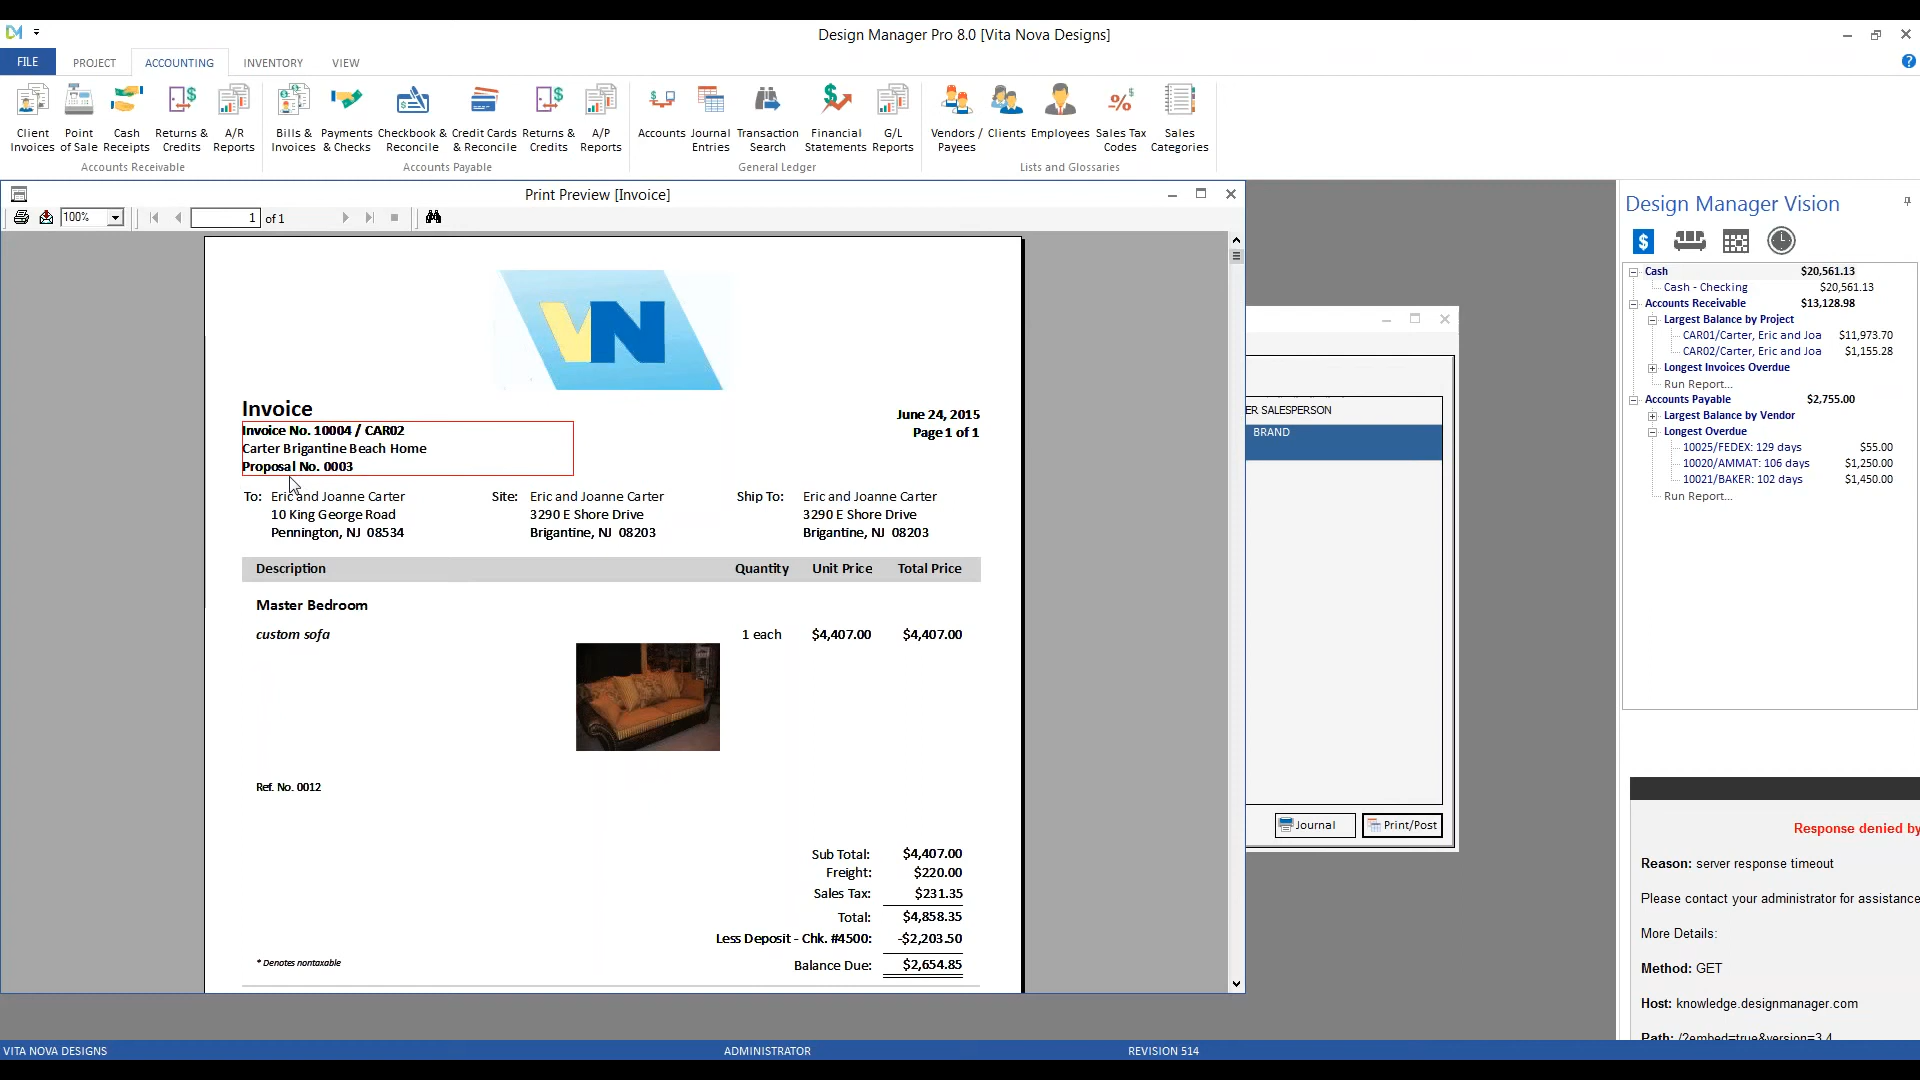 Design Manager Pro 8.0 [Vita Nova Designs]
FILE PROJECT ACCOUNTING INVENTORY VIEW
Client Invoices
Point of Sale
Cash Receipts
Returns & Credits
A/R Reports
Bills & Invoices
Payments & Checks
Checkbook & Reconcile
Credit Cards & Reconcile
Returns & Credits
A/P Reports
Accounts
Journal Entries
Transaction Search
Financial Statements
G/L Reports
Vendors / Payees
Clients
Employees
Sales Tax Codes
Sales Categories
Accounts Receivable
Accounts Payable
General Ledger
Lists and Glossaries
Print Preview [Invoice]
100%
1 of 1
VN
Invoice
Invoice No. 10004 / CAR02
Carter Brigantine Beach Home
Proposal No. 0003
June 24, 2015
Page 1 of 1
To: Eric and Joanne Carter
10 King George Road
Pennington, NJ 08534
Site: Eric and Joanne Carter
3290 E Shore Drive
Brigantine, NJ 08203
Ship To: Eric and Joanne Carter
3290 E Shore Drive
Brigantine, NJ 08203
Description Quantity Unit Price Total Price
Master Bedroom
custom sofa 1 each $4,407.00 $4,407.00
Ref. No. 0012
Sub Total: $4,407.00
Freight: $220.00
Sales Tax: $231.35
Total: $4,858.35
Less Deposit - Chk. #4500: -$2,203.50
* Denotes nontaxable
Balance Due: $2,654.85
ER SALESPERSON
BRAND
Journal
Print/Post
Design Manager Vision
Cash $20,561.13
Cash - Checking $20,561.13
Accounts Receivable $13,128.98
Largest Balance by Project
CAR01/Carter, Eric and Joa $11,973.70
CAR02/Carter, Eric and Joa $1,155.28
Longest Invoices Overdue
Run Report...
Accounts Payable $2,755.00
Largest Balance by Vendor
Longest Overdue
10025/FEDEX: 129 days $55.00
10020/AMMAT: 106 days $1,250.00
10021/BAKER: 102 days $1,450.00
Run Report...
Response denied by
Reason: server response timeout
Please contact your administrator for assistance
More Details:
Method: GET
Host: knowledge.designmanager.com
Path: /?embed=true&version=3.4
VITA NOVA DESIGNS ADMINISTRATOR REVISION 514